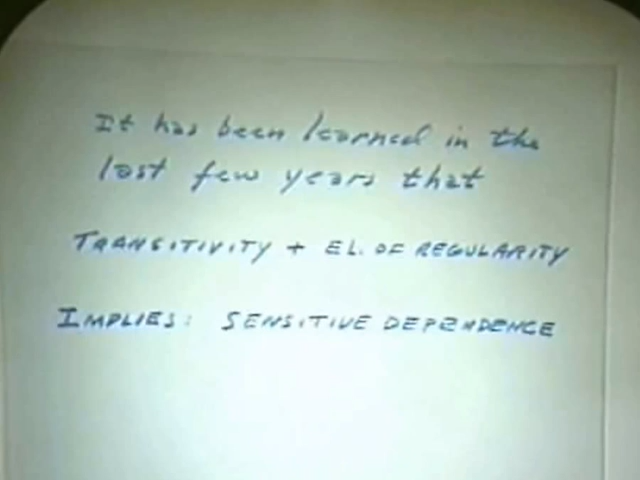 It has been learned in the
last few years that
TRANSITIVITY + EL. OF REGULARITY
IMPLIES: SENSITIVE DEPENDENCE